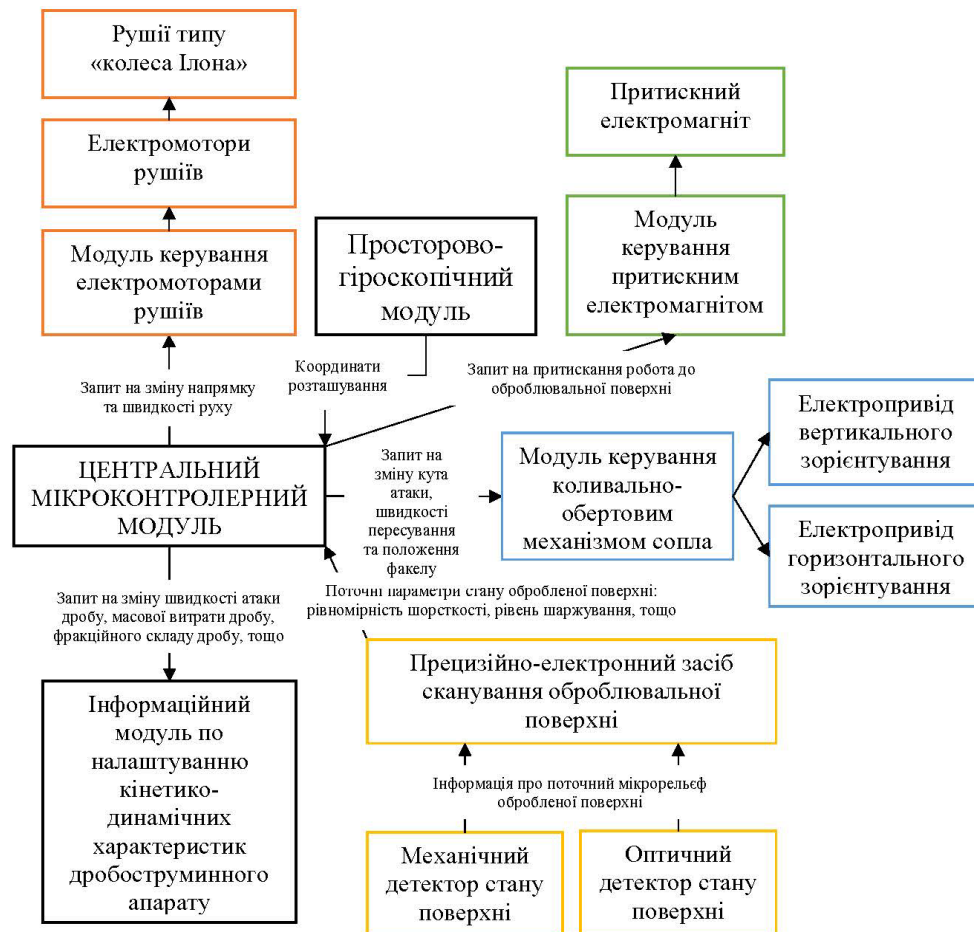 Рушії типу
«колеса Ілона»
Електромотори
рушіїв
Модуль керування
електромоторами
рушіїв
Просторово-
гіроскопічний
модуль
Притискний
електромагніт
Модуль
керування
притискним
електромагнітом
Запит на зміну напрямку
та швидкості руху
Координати
розташування
Запит на притискання робота до
оброблювальної поверхні
ЦЕНТРАЛЬНИЙ
МІКРОКОНТРОЛЕРНИЙ
МОДУЛЬ
Запит на
зміну кута
атаки,
швидкості
пересування
та положення
факелу
Модуль керування
коливально-
обертовим
механізмом сопла
Електропривід
вертикального
зорієнтування
Електропривід
горизонтального
зорієнтування
Запит на зміну швидкості атаки
дробу, масової витрати дробу,
фракційного складу дробу, тощо
Поточні параметри стану обробленої поверхні:
рівномірність шорсткості, рівень шаржування, тощо
Інформаційний
модуль по
налаштуванню
кінетико-
динамічних
характеристик
дробоструминного
апарату
Прецизійно-електронний засіб
сканування оброблювальної
поверхні
Інформація про поточний мікрорельєф
обробленої поверхні
Механічний
детектор стану
поверхні
Оптичний
детектор стану
поверхні